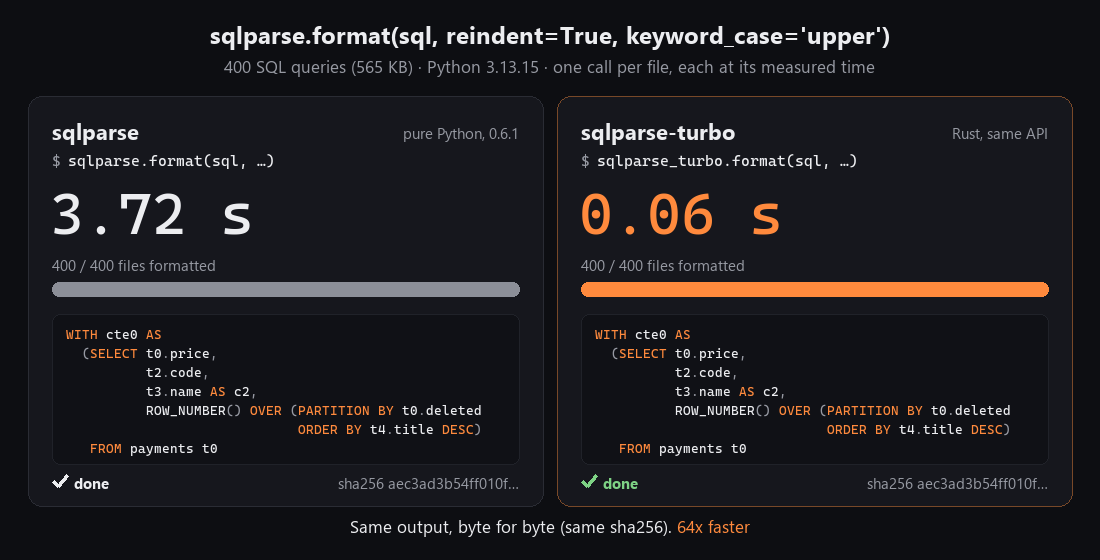 sqlparse.format(sql, reindent=True, keyword_case='upper')
400 SQL queries (565 KB) · Python 3.13.15 · one call per file, each at its measured time
sqlparse
pure Python, 0.6.1
$ sqlparse.format(sql, …)
3.72 s
400 / 400 files formatted
WITH cte0 AS
  (SELECT t0.price,
          t2.code,
          t3.name AS c2,
          ROW_NUMBER() OVER (PARTITION BY t0.deleted
                             ORDER BY t4.title DESC)
   FROM payments t0
done
sha256 aec3ad3b54ff010f…
sqlparse-turbo
Rust, same API
$ sqlparse_turbo.format(sql, …)
0.06 s
400 / 400 files formatted
WITH cte0 AS
  (SELECT t0.price,
          t2.code,
          t3.name AS c2,
          ROW_NUMBER() OVER (PARTITION BY t0.deleted
                             ORDER BY t4.title DESC)
   FROM payments t0
done
sha256 aec3ad3b54ff010f…
Same output, byte for byte (same sha256). 64x faster